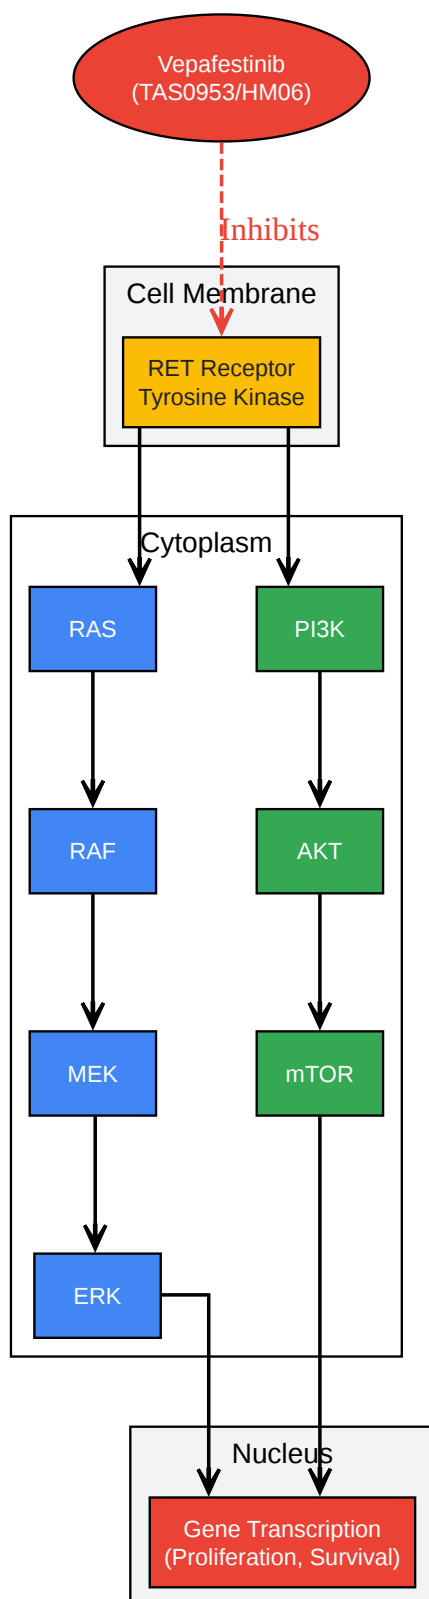 Vepafestinib
(TAS0953/HM06)
Inhibits
Cell Membrane
RET Receptor
Tyrosine Kinase
Cytoplasm
RAS
PI3K
RAF
AKT
MEK
mTOR
ERK
Nucleus
Gene Transcription
(Proliferation, Survival)